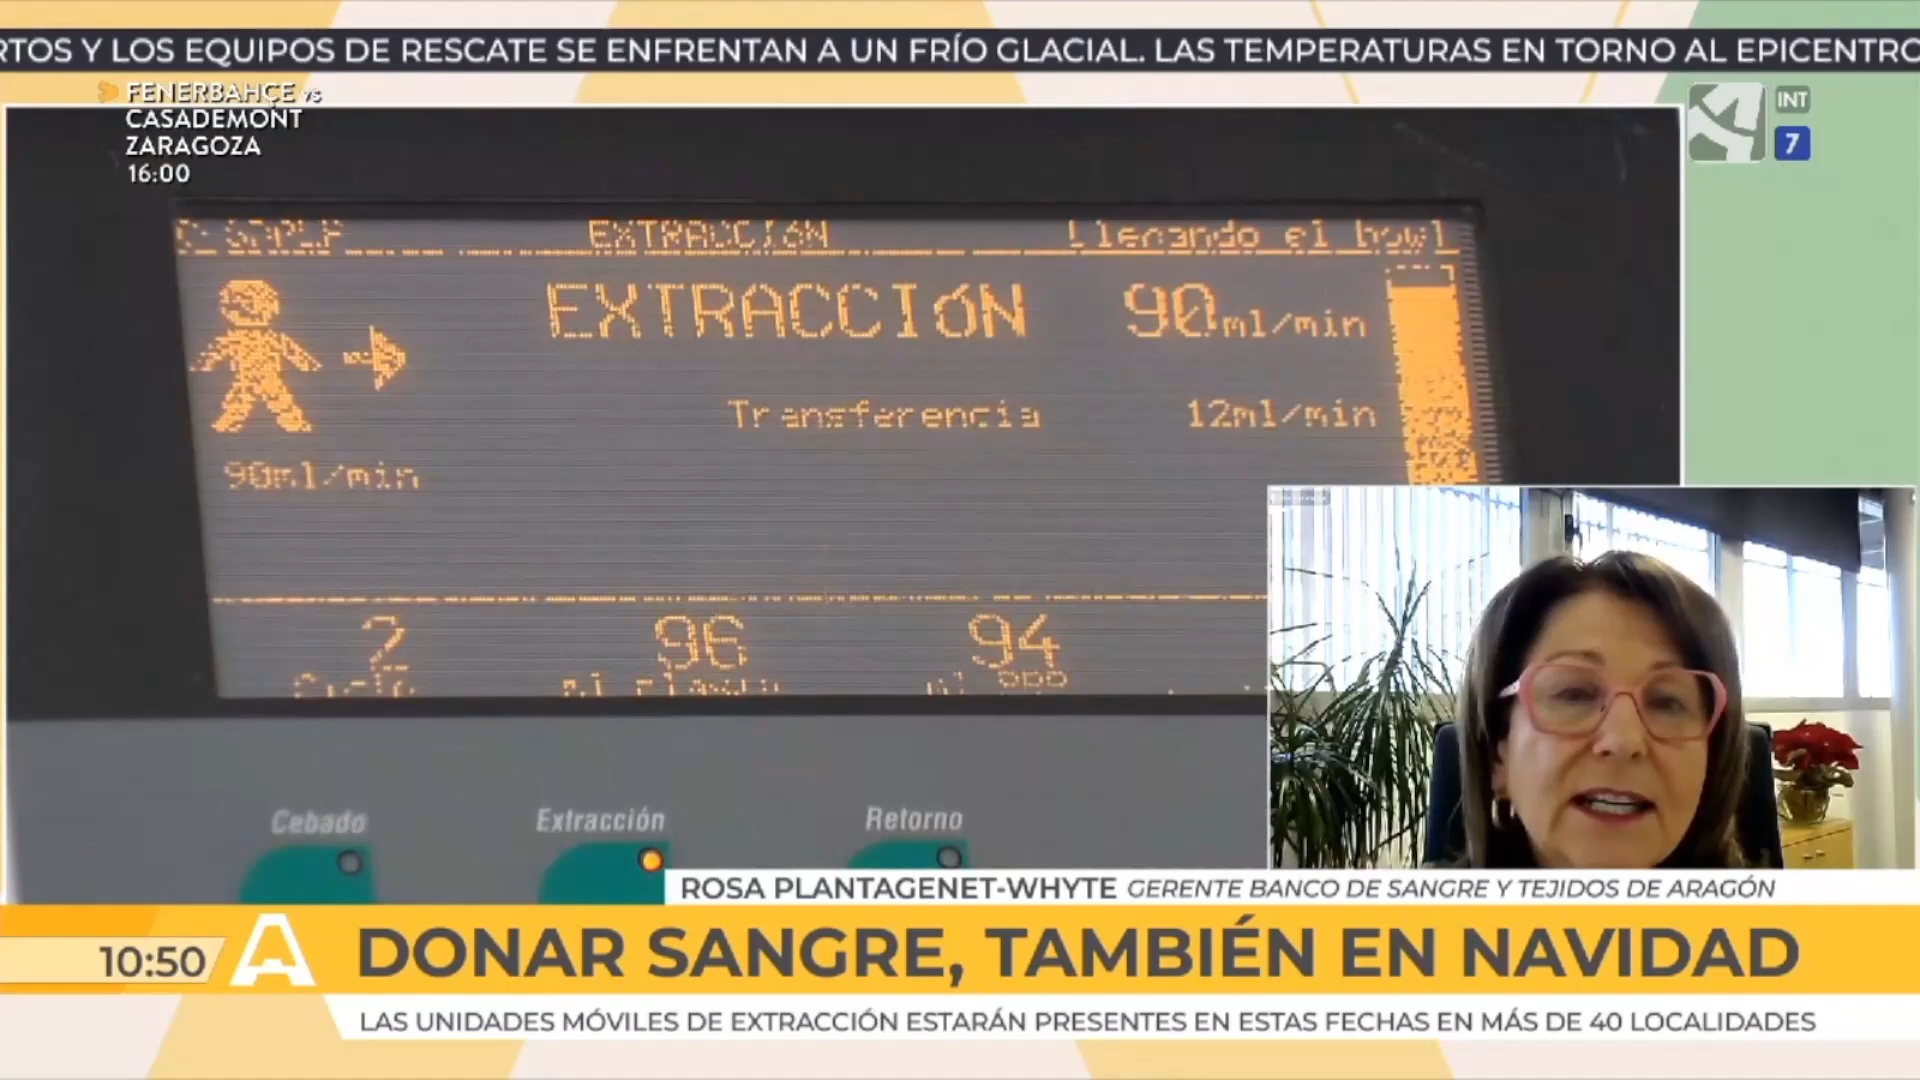 RTOS Y LOS EQUIPOS DE RESCATE SE ENFRENTAN A UN FRÍO GLACIAL. LAS TEMPERATURAS EN TORNO AL EPICENTRO
FENERBAHÇE vs
CASADEMONT
ZARAGOZA
16:00
INT
7
EXTRACCIóN
Llenando el bowl
EXTRACCIóN 90ml/min
Transferencia 12ml/min
90ml/min
2 96 94
Ciclo
Cebado Extracción Retorno
ROSA PLANTAGENET-WHYTE GERENTE BANCO DE SANGRE Y TEJIDOS DE ARAGÓN
10:50
DONAR SANGRE, TAMBIÉN EN NAVIDAD
LAS UNIDADES MÓVILES DE EXTRACCIÓN ESTARÁN PRESENTES EN ESTAS FECHAS EN MÁS DE 40 LOCALIDADES